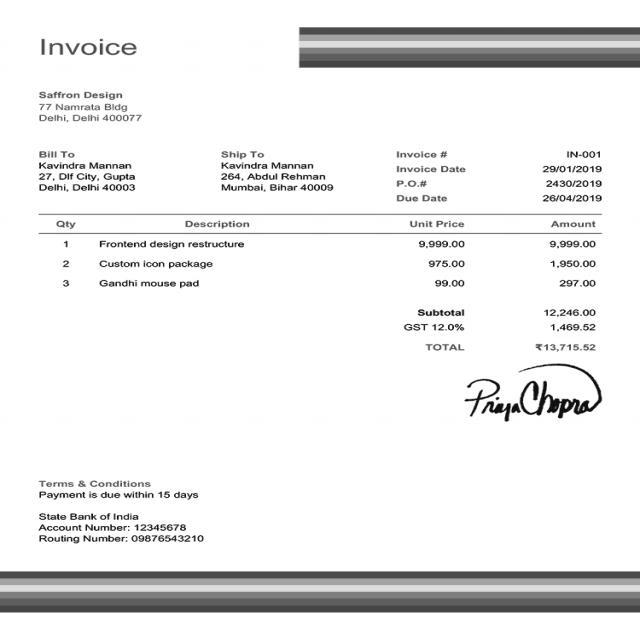 Invoice
Saffron Design
77 Namrata Bldg
Delhi, Delhi 400077
Bill To Ship To Invoice # IN-001
Kavindra Mannan Kavindra Mannan Invoice Date 29/01/2019
27, Dlf City, Gupta 264, Abdul Rehman P.O.# 2430/2019
Delhi, Delhi 40003 Mumbai, Bihar 40009 Due Date 26/04/2019
Qty Description Unit Price Amount
1 Frontend design restructure 9,999.00 9,999.00
2 Custom icon package 975.00 1,950.00
3 Gandhi mouse pad 99.00 297.00
Subtotal 12,246.00
GST 12.0% 1,469.52
TOTAL ₹13,715.52
Priya Chopra
Terms & Conditions
Payment is due within 15 days
State Bank of India
Account Number: 12345678
Routing Number: 09876543210